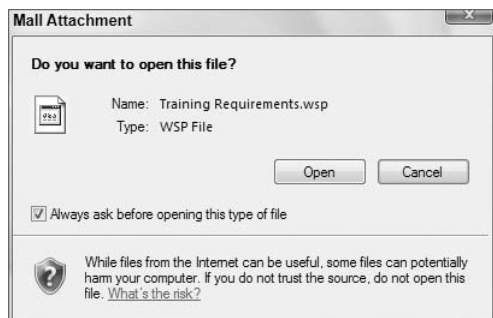 Mall Attachment
Do you want to open this file?
Name: Training Requirements.wsp
Type: WSP File
Open Cancel
Always ask before opening this type of file
While files from the Internet can be useful, some files can potentially
harm your computer. If you do not trust the source, do not open this
file. What's the risk?